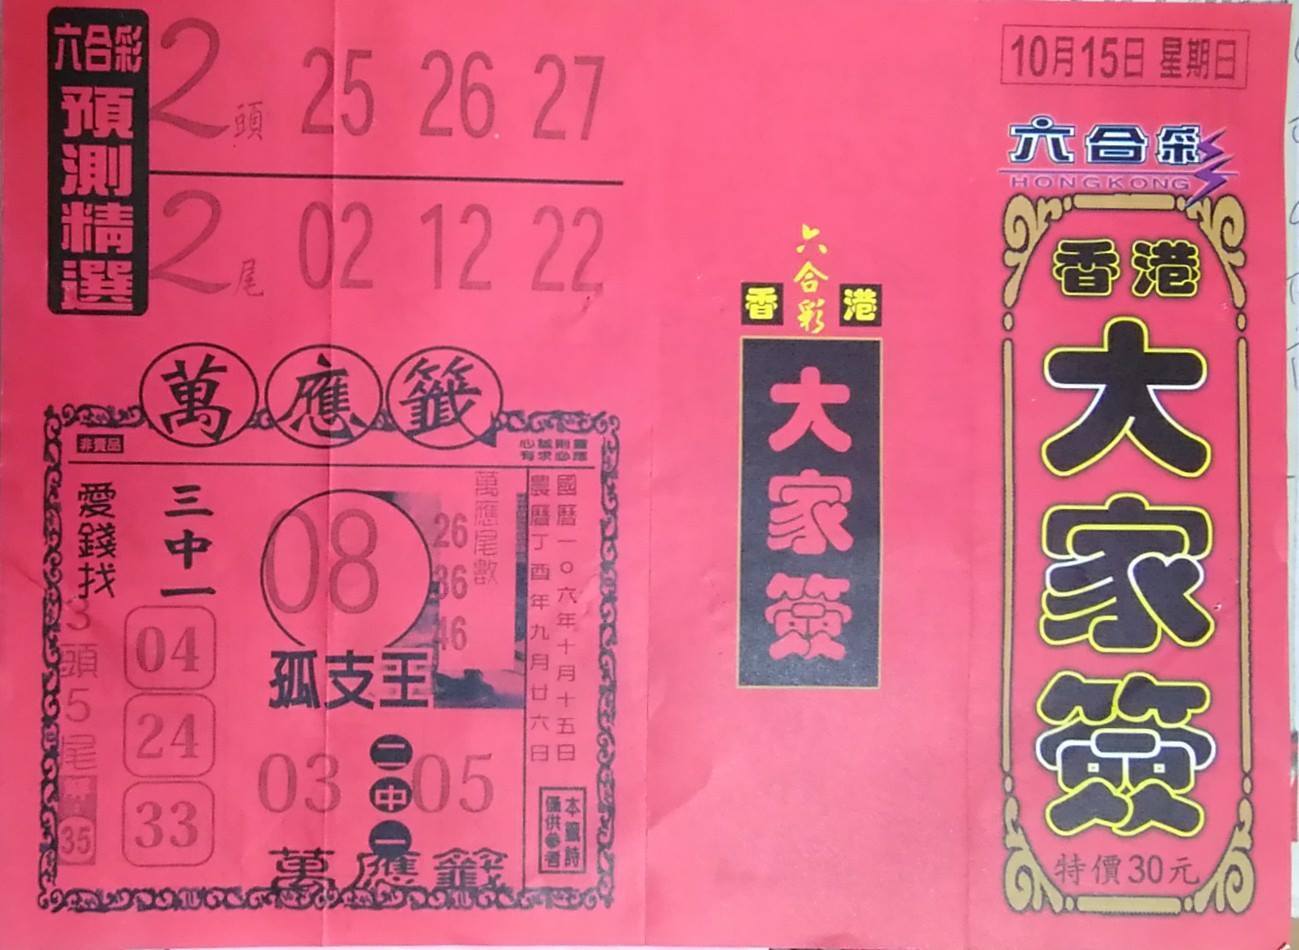 六合彩
預測精選
2頭 25 26 27
2尾 02 12 22
萬應籤
非賣品
心誠則靈
有求必應
國曆一0六年十月十五日
農曆丁酉年九月廿六日
萬應尾數
26
36
46
08
孤支王
三中一
04
24
33
愛錢找
3頭5尾
35
03 二中一 05
本籤詩
僅供參考
萬應籤
六合彩
香港
大家簽
10月15日 星期日
六合彩
HONGKONG
香港
大家簽
特價30元